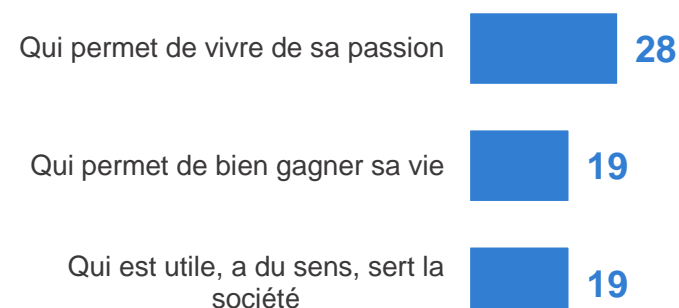 Qui permet de vivre de sa passion 28
Qui permet de bien gagner sa vie 19
Qui est utile, a du sens, sert la
société 19